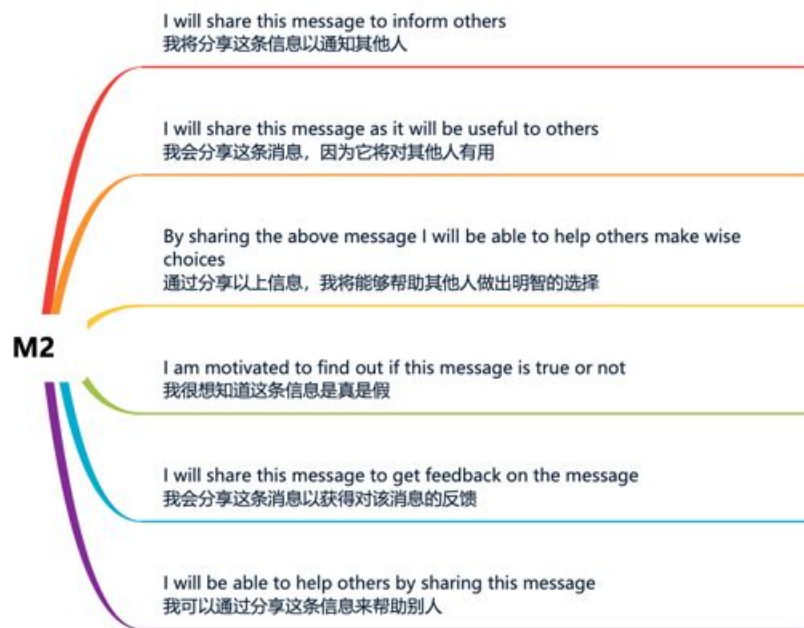 I will share this message to inform others
我将分享这条信息以通知其他人
I will share this message as it will be useful to others
我会分享这条消息，因为它将对其他人有用
By sharing the above message I will be able to help others make wise
choices
通过分享以上信息，我将能够帮助其他人做出明智的选择
M2
I am motivated to find out if this message is true or not
我很想知道这条信息是真是假
I will share this message to get feedback on the message
我会分享这条消息以获得对该消息的反馈
I will be able to help others by sharing this message
我可以通过分享这条信息来帮助别人